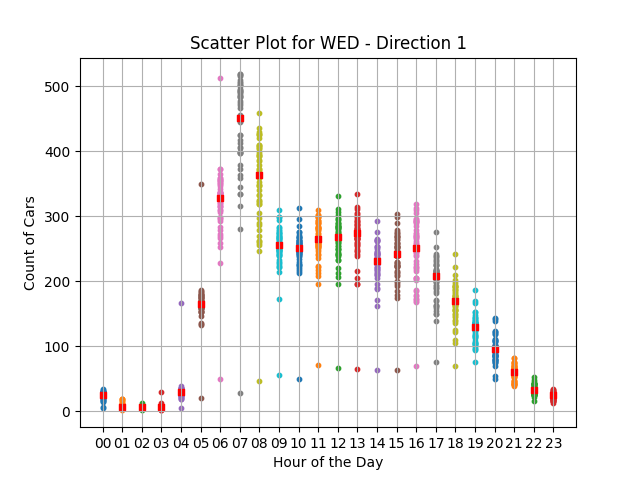 Scatter Plot for WED - Direction 1
Count of Cars
500
400
300
200
100
0
00 01 02 03 04 05 06 07 08 09 10 11 12 13 14 15 16 17 18 19 20 21 22 23
Hour of the Day